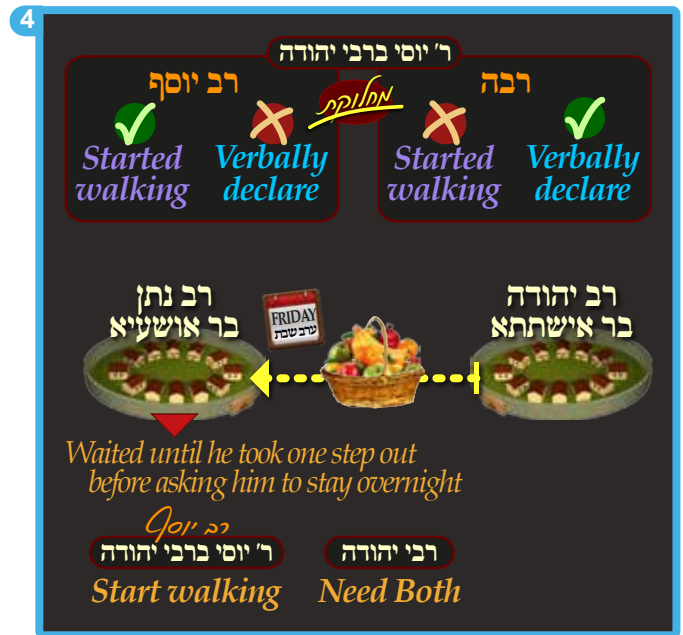 4
ר׳ יוסי ברבי יהודה
רבה
רב יוסף
מחלוקת
Started walking
Verbally declare
Started walking
Verbally declare
רב יהודה
בר אישתתא
רב נתן
בר אושעיא
FRIDAY
ערב שבת
Waited until he took one step out
before asking him to stay overnight
רב יוסף
ר׳ יוסי ברבי יהודה
רבי יהודה
Start walking
Need Both